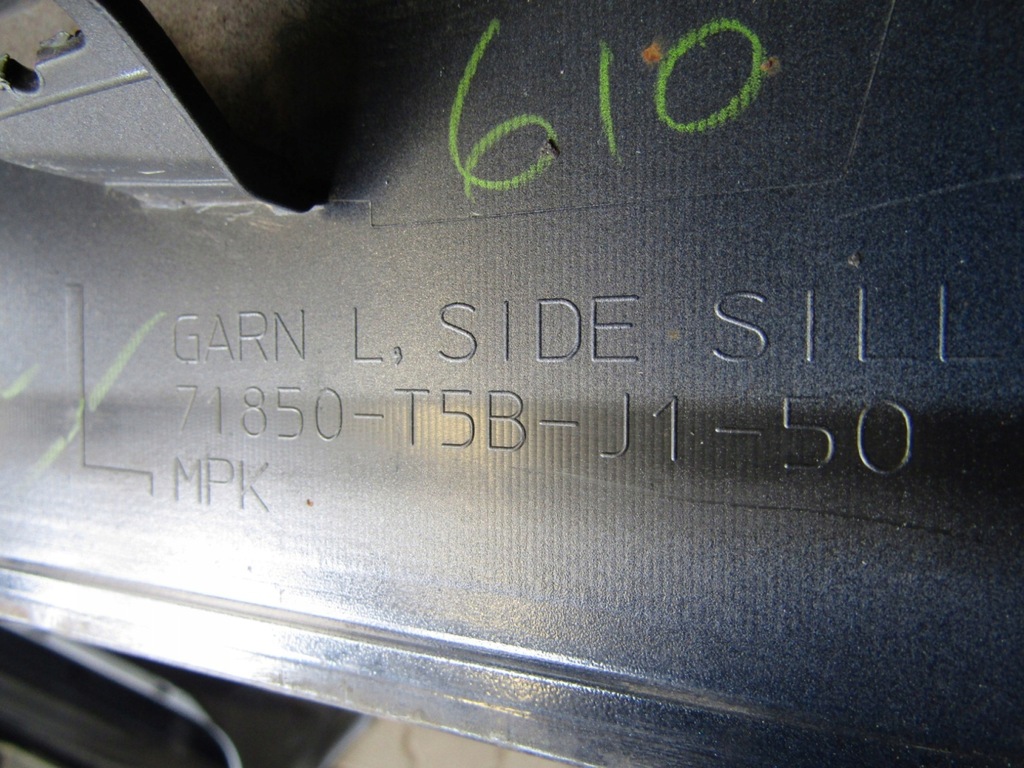 610
L
GARN L, SIDE SILL
71850-T5B-J1-50
MPK